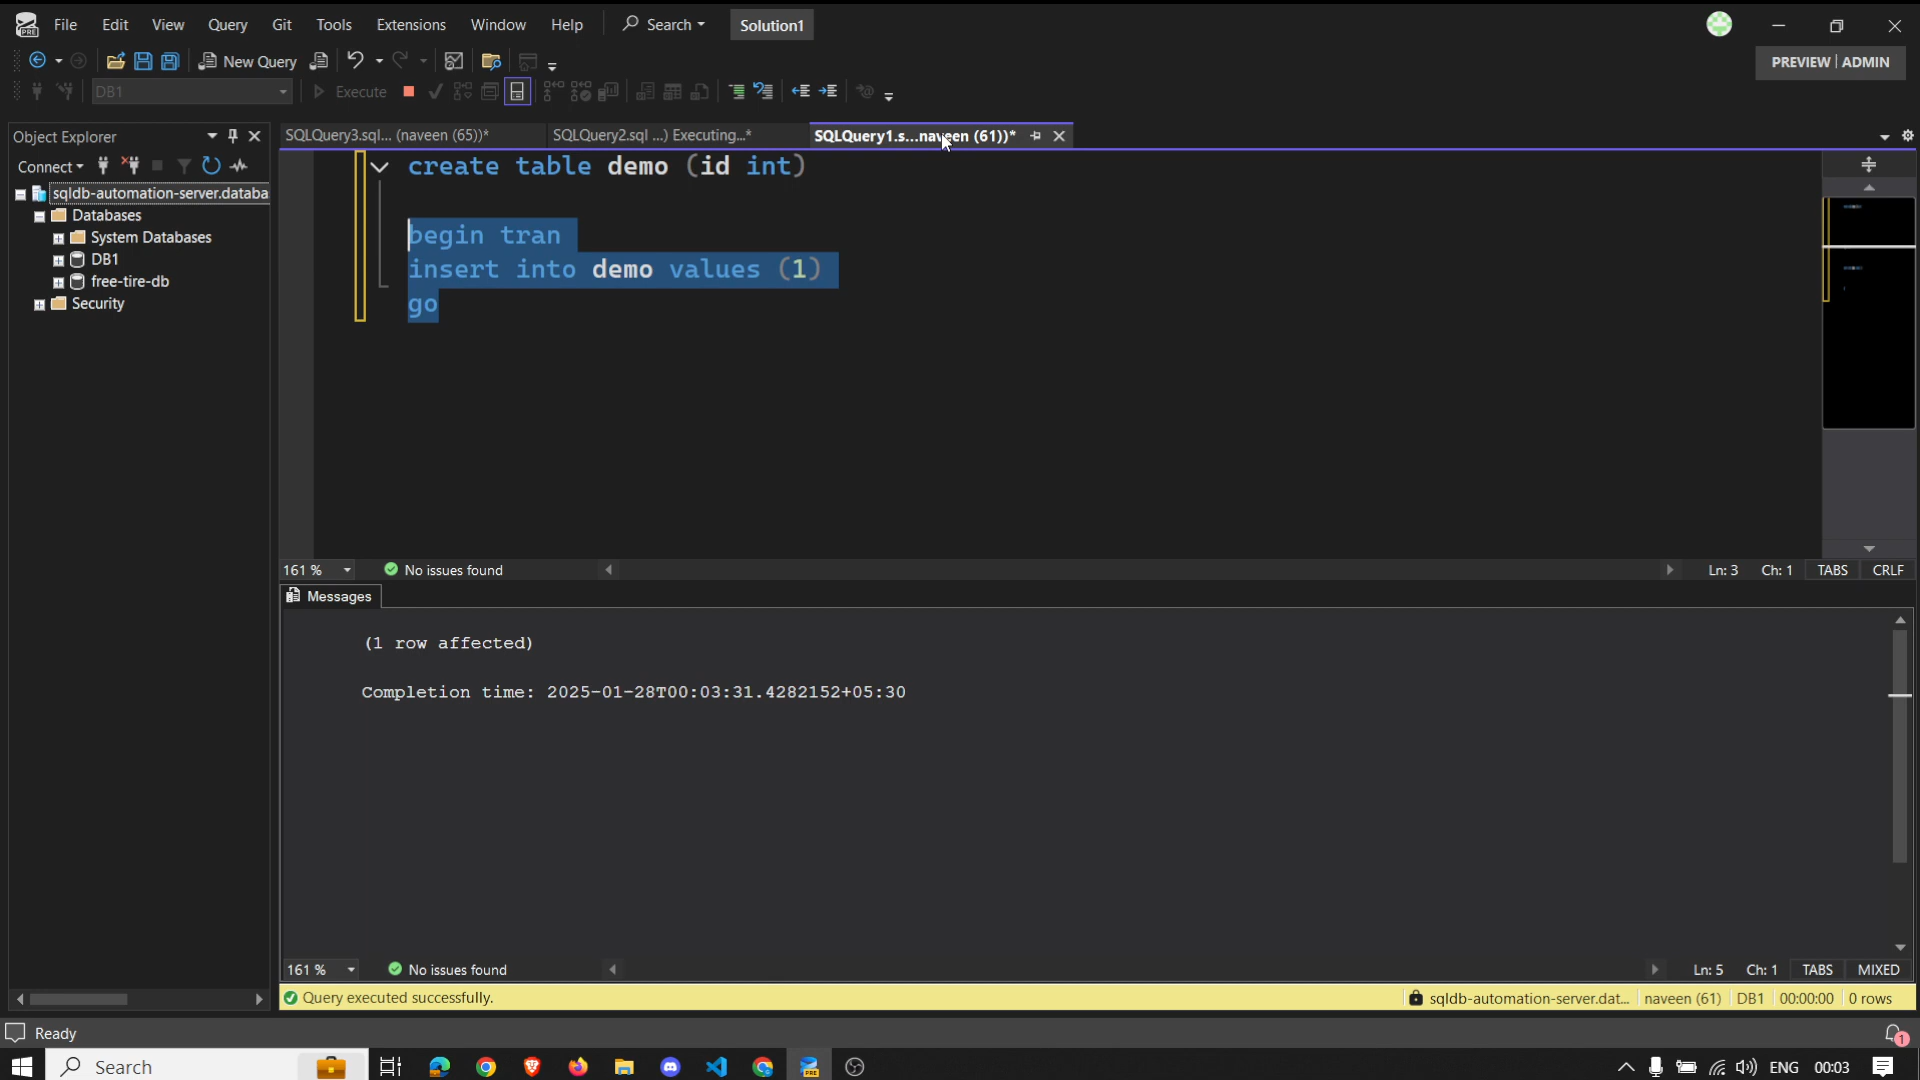 File Edit View Query Git Tools Extensions Window Help Search Solution1
New Query PREVIEW | ADMIN
DB1 Execute
Object Explorer
SQLQuery3.sql... (naveen (65))* SQLQuery2.sql ...) Executing...* SQLQuery1.s...naveen (61))*
Connect
sqldb-automation-server.databa
Databases
System Databases
DB1
free-tire-db
Security
create table demo (id int)
begin tran
insert into demo values (1)
go
161 % No issues found Ln: 3 Ch: 1 TABS CRLF
Messages
(1 row affected)
Completion time: 2025-01-28T00:03:31.4282152+05:30
161 % No issues found Ln: 5 Ch: 1 TABS MIXED
Query executed successfully. sqldb-automation-server.dat... naveen (61) DB1 00:00:00 0 rows
Ready 1
Search PRE ENG 00:03